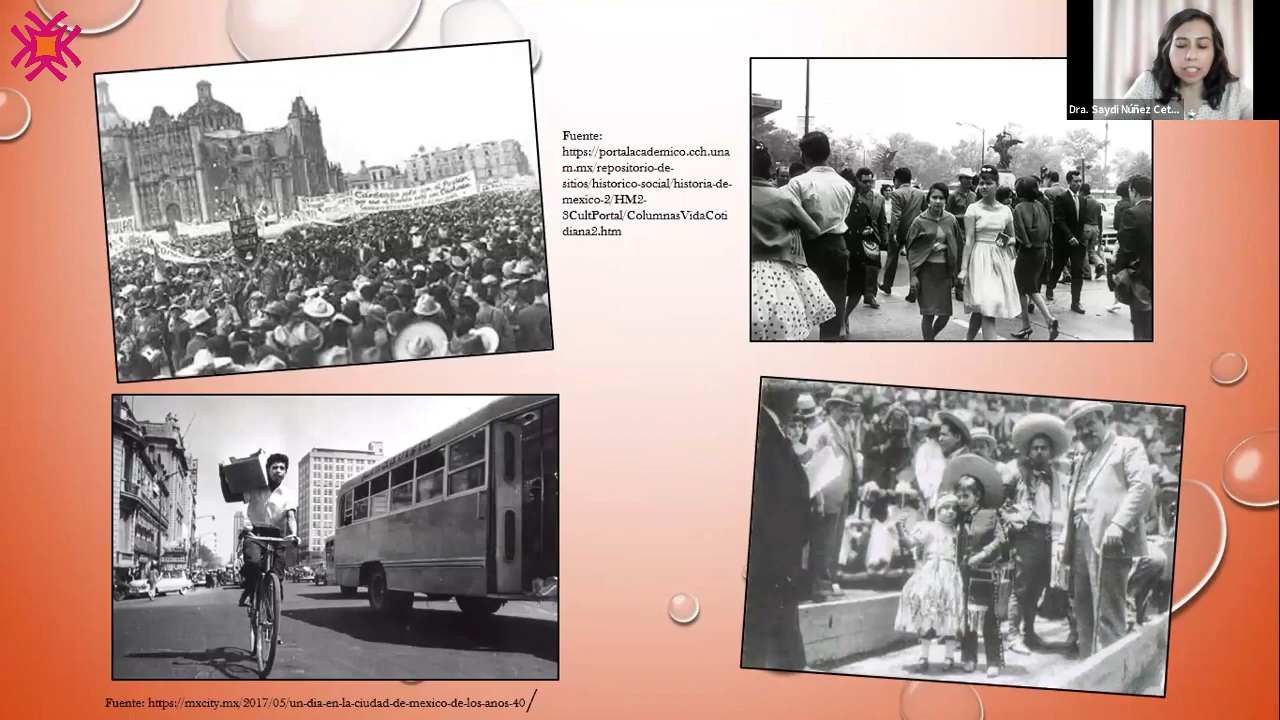 Dra. Saydi Núñez Cet...
Fuente:
https://portalacademico.cch.una
m.mx/repositorio-de-
sitios/historico-social/historia-de-
mexico-2/HM2-
3CultPortal/ColumnasVidaCoti
diana2.htm
Fuente: https://mxcity.mx/2017/05/un-dia-en-la-ciudad-de-mexico-de-los-anos-40/